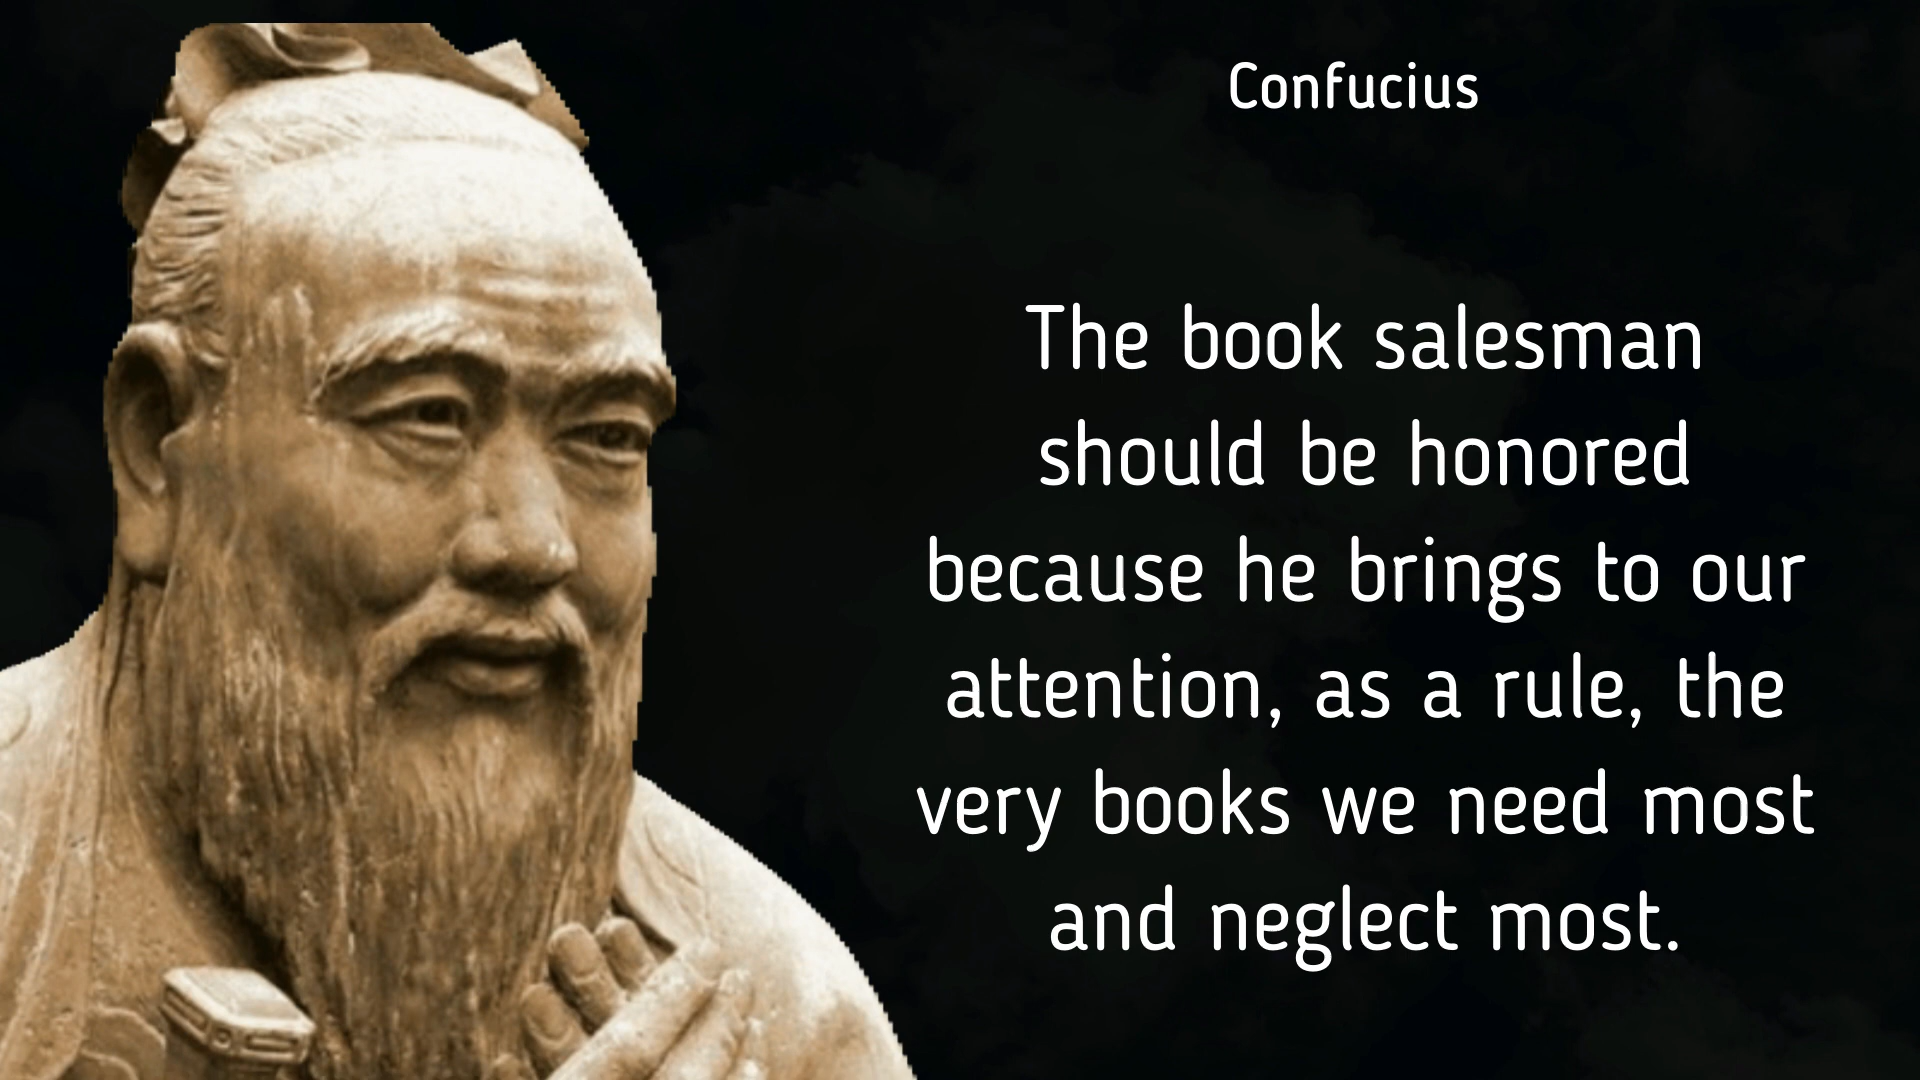 Confucius
The book salesman
should be honored
because he brings to our
attention, as a rule, the
very books we need most
and neglect most.